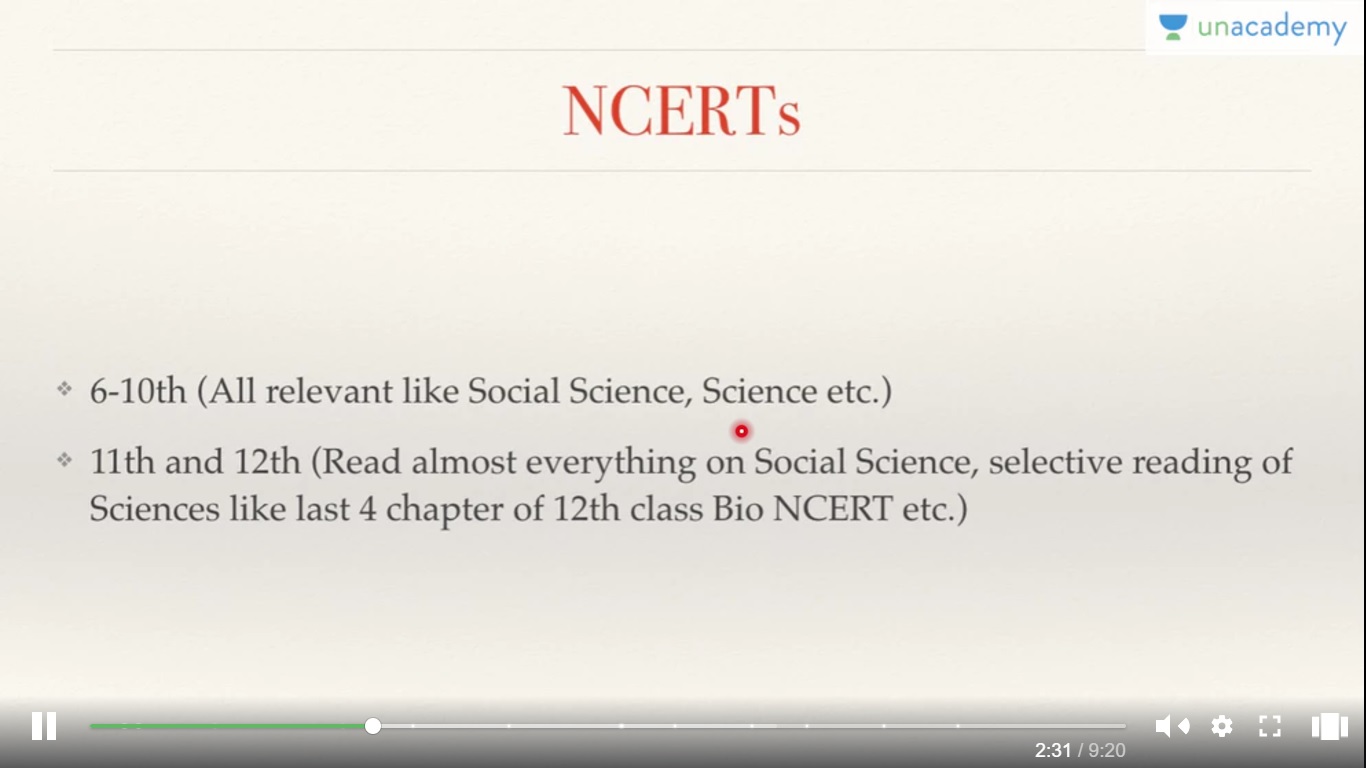 unacademy
NCERTs
❖ 6-10th (All relevant like Social Science, Science etc.)
❖ 11th and 12th (Read almost everything on Social Science, selective reading of
Sciences like last 4 chapter of 12th class Bio NCERT etc.)
2:31 / 9:20